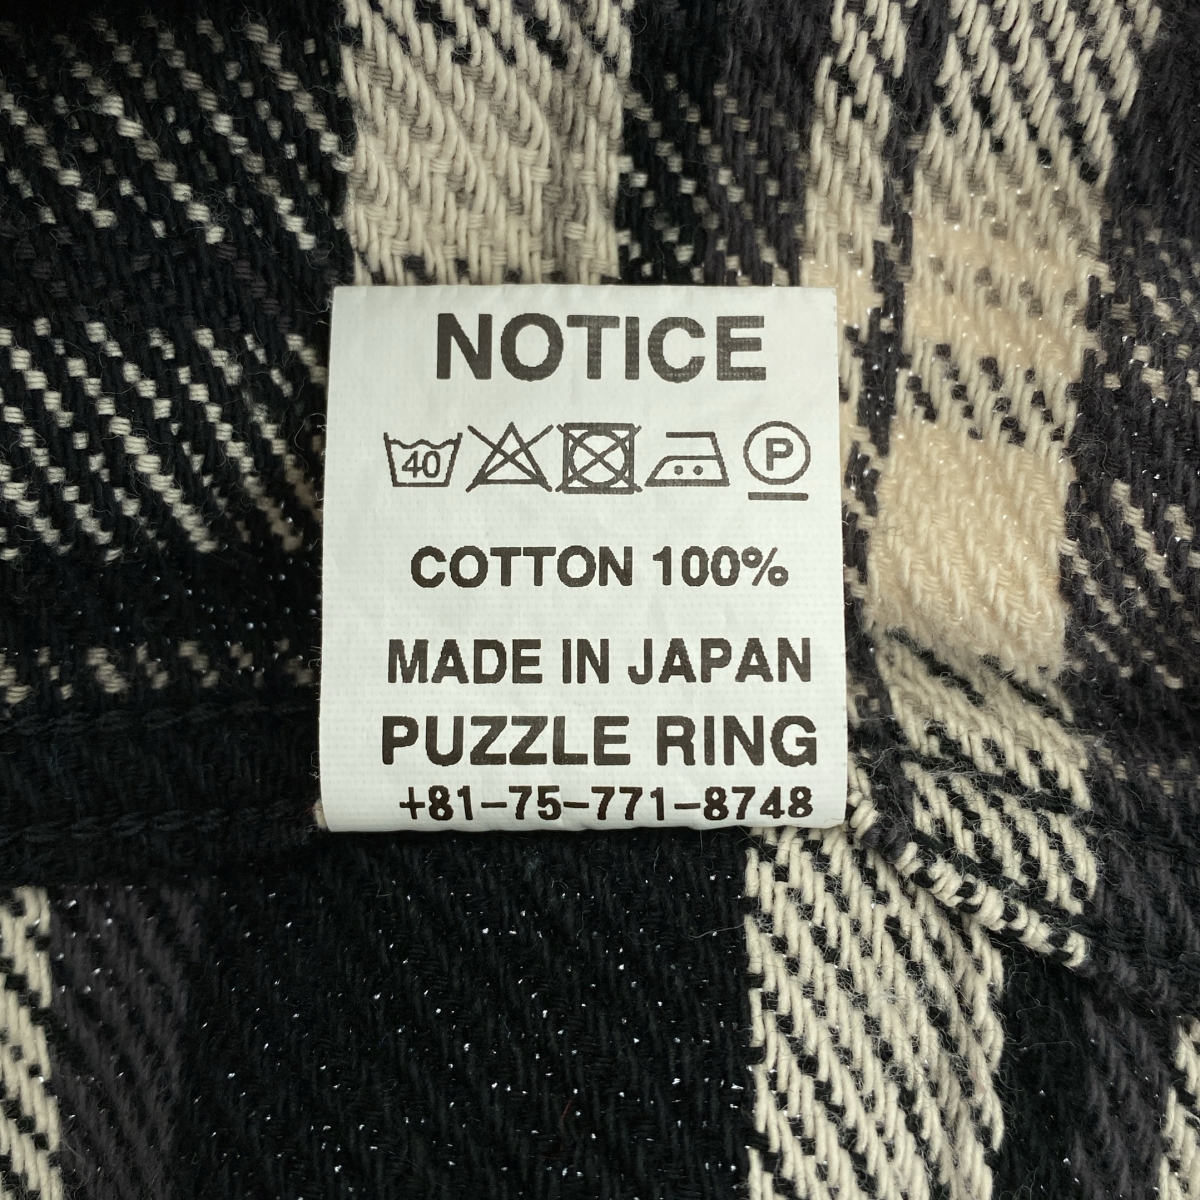 NOTICE
40 P
COTTON 100%
MADE IN JAPAN
PUZZLE RING
+81-75-771-8748